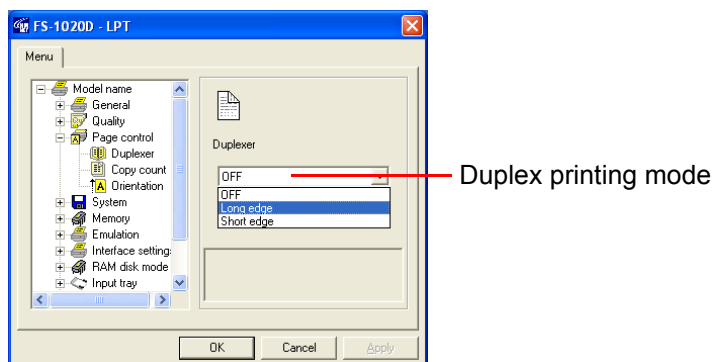 FS-1020D - LPT
Menu
Model name
General
Quality
Page control
Duplexer
Copy count
Orientation
System
Memory
Emulation
Interface setting
RAM disk mode
Input tray
Duplexer
OFF
OFF
Long edge
Short edge
Duplex printing mode
OK Cancel Apply